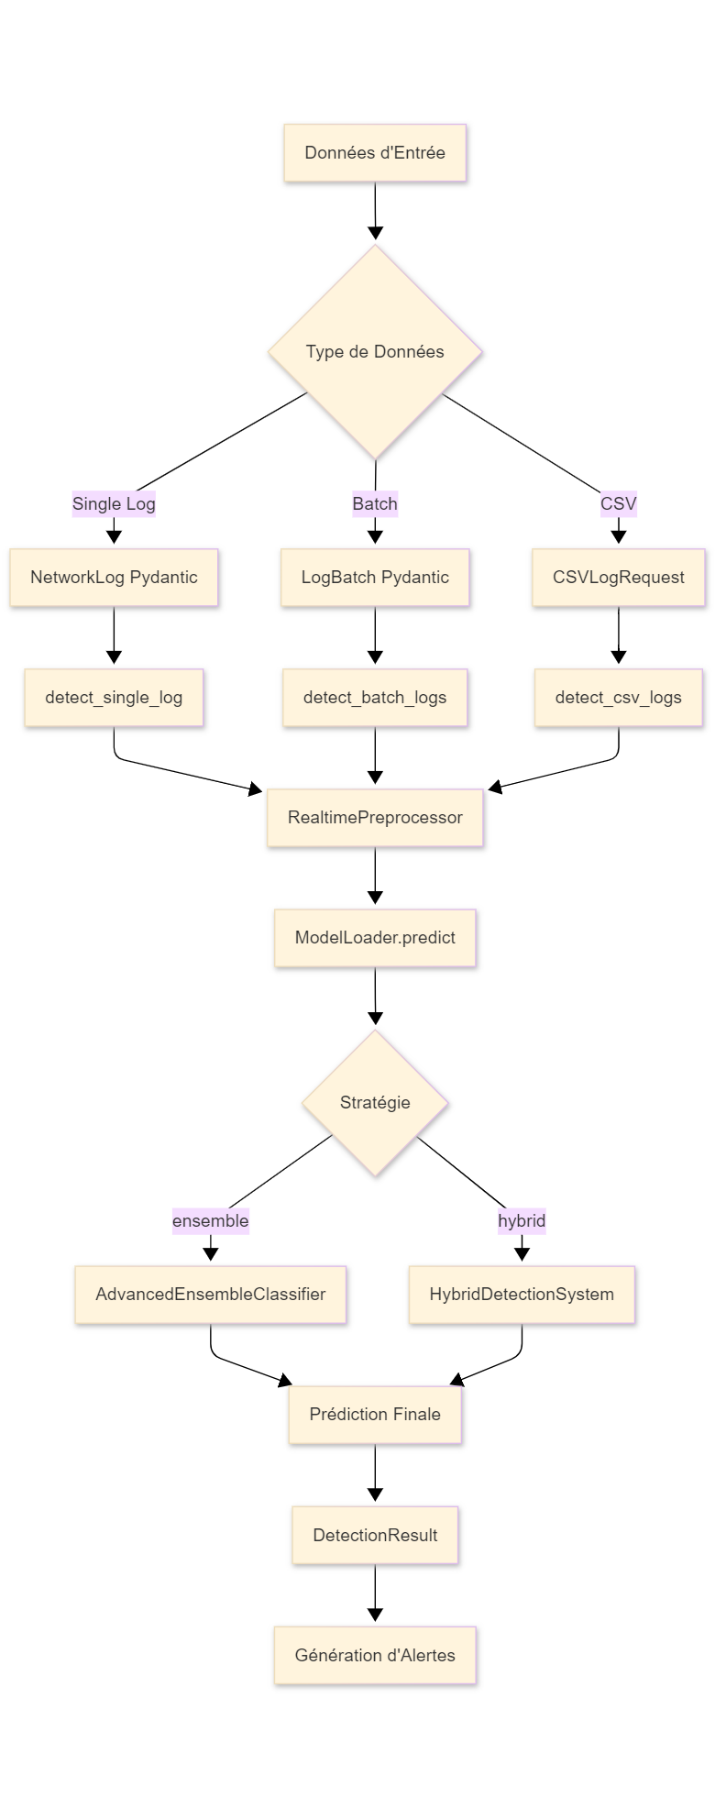 Données d'Entrée
Type de Données
Single Log
Batch
CSV
NetworkLog Pydantic
LogBatch Pydantic
CSVLogRequest
detect_single_log
detect_batch_logs
detect_csv_logs
RealtimePreprocessor
ModelLoader.predict
Stratégie
ensemble
hybrid
AdvancedEnsembleClassifier
HybridDetectionSystem
Prédiction Finale
DetectionResult
Génération d'Alertes